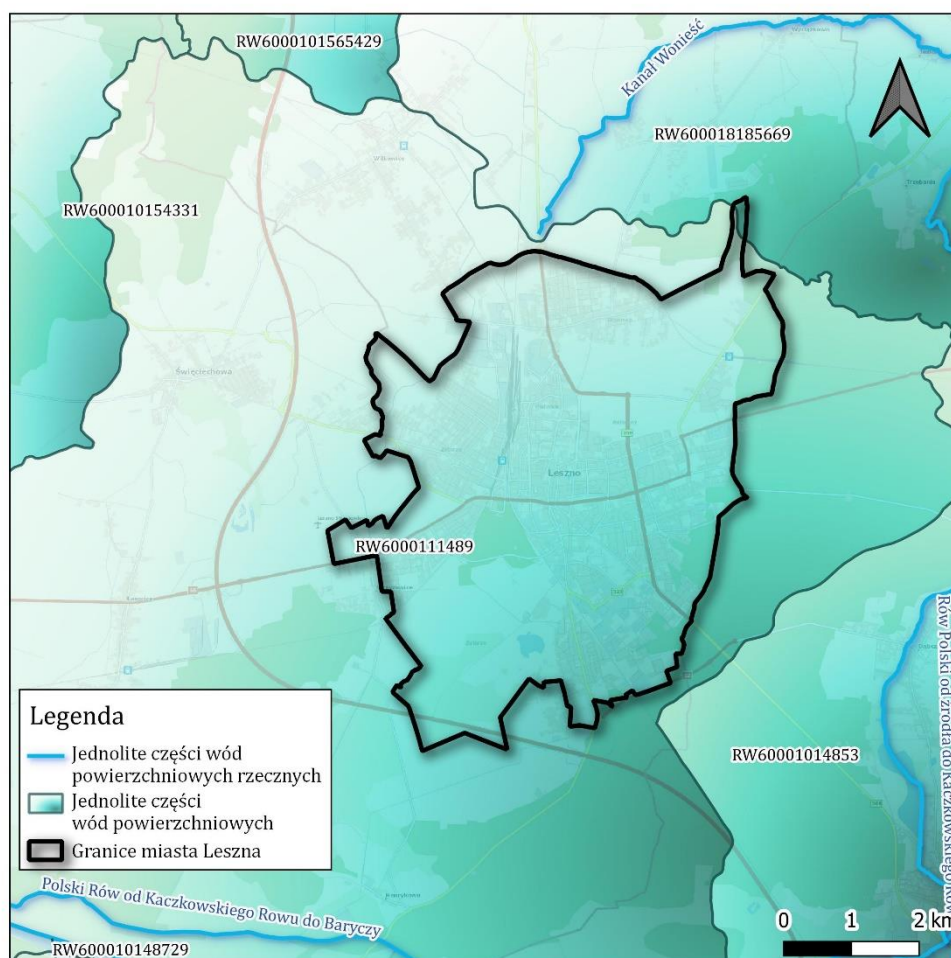 RW6000101565429
Kanał Wonieść
RW600018185669
RW600010154331
Święciechowa
Leszno
RW6000111489
Legenda
Jednolite części wód
powierzchniowych rzecznych
Jednolite części
wód powierzchniowych
Granice miasta Leszna
RW60001014853
Rów Polski od źródła do Kaczkowskiego Rowu
Polski Rów od Kaczkowskiego Rowu do Baryczy
RW600010148729
0 1 2 km